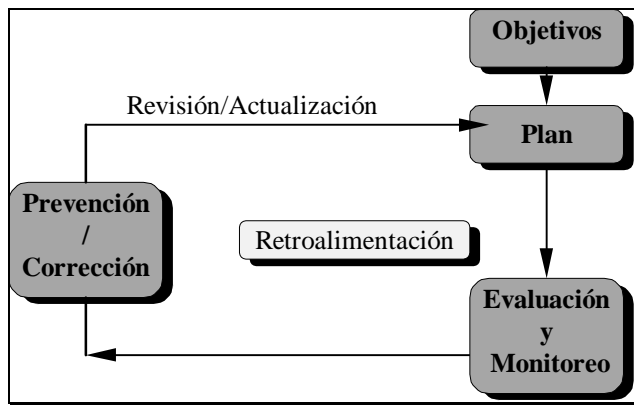 Objetivos
Revisión/Actualización
Plan
Prevención
/
Corrección
Retroalimentación
Evaluación
y
Monitoreo